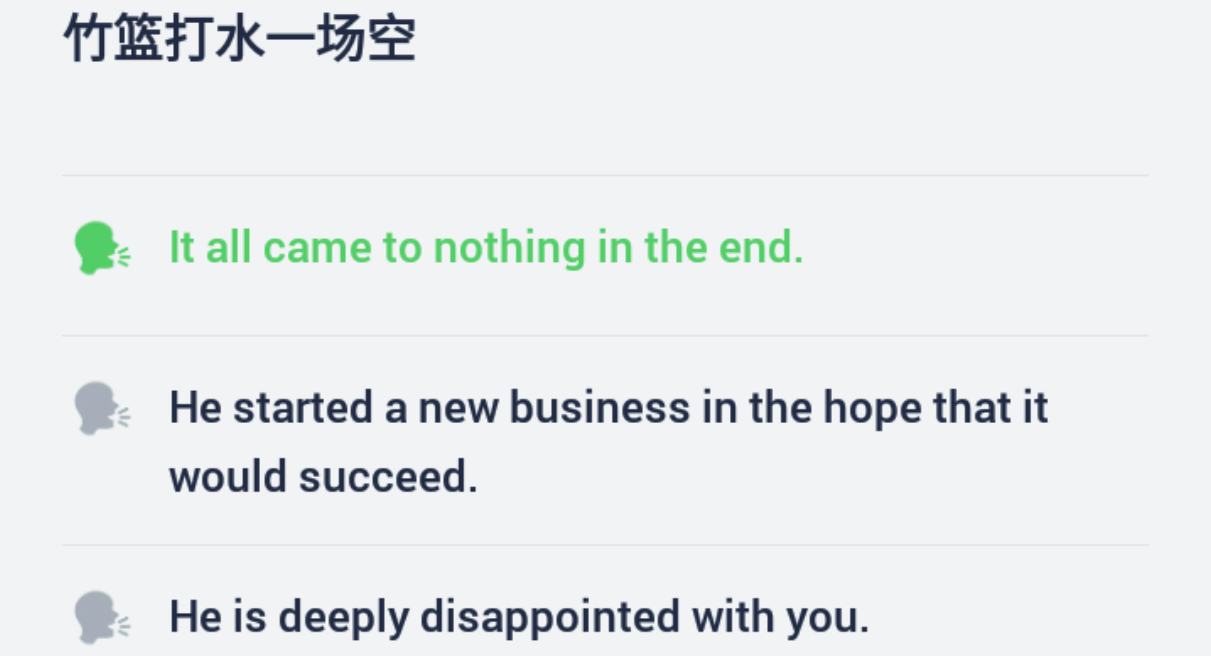 竹篮打水一场空
It all came to nothing in the end.
He started a new business in the hope that it
would succeed.
He is deeply disappointed with you.